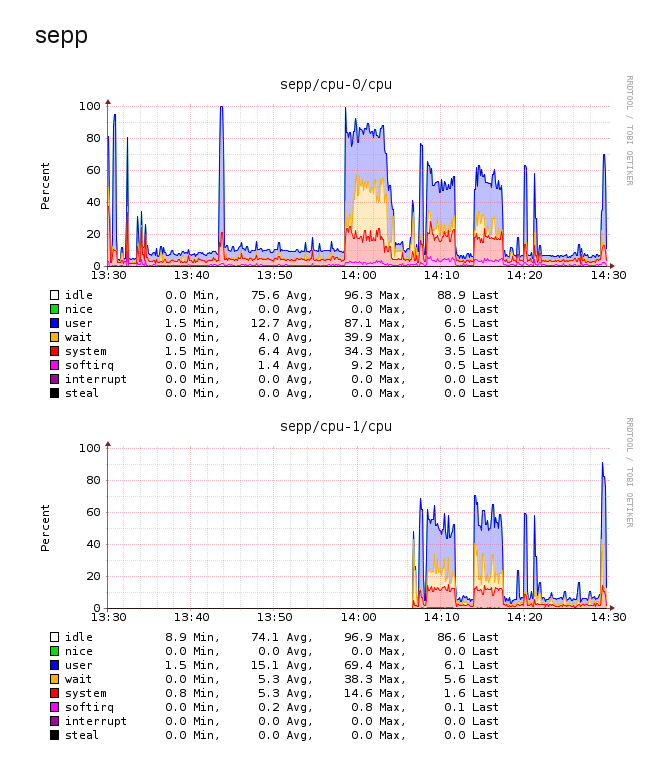 sepp
sepp/cpu-0/cpu
RRDTOOL / TOBI OETIKER
Percent
100
80
60
40
20
0
13:30 13:40 13:50 14:00 14:10 14:20 14:30
idle 0.0 Min, 75.6 Avg, 96.3 Max, 88.9 Last
nice 0.0 Min, 0.0 Avg, 0.0 Max, 0.0 Last
user 1.5 Min, 12.7 Avg, 87.1 Max, 6.5 Last
wait 0.0 Min, 4.0 Avg, 39.9 Max, 0.6 Last
system 1.5 Min, 6.4 Avg, 34.3 Max, 3.5 Last
softirq 0.0 Min, 1.4 Avg, 9.2 Max, 0.5 Last
interrupt 0.0 Min, 0.0 Avg, 0.0 Max, 0.0 Last
steal 0.0 Min, 0.0 Avg, 0.0 Max, 0.0 Last
sepp/cpu-1/cpu
RRDTOOL / TOBI OETIKER
Percent
100
80
60
40
20
0
13:30 13:40 13:50 14:00 14:10 14:20 14:30
idle 8.9 Min, 74.1 Avg, 96.9 Max, 86.6 Last
nice 0.0 Min, 0.0 Avg, 0.0 Max, 0.0 Last
user 1.5 Min, 15.1 Avg, 69.4 Max, 6.1 Last
wait 0.0 Min, 5.3 Avg, 38.3 Max, 5.6 Last
system 0.8 Min, 5.3 Avg, 14.6 Max, 1.6 Last
softirq 0.0 Min, 0.2 Avg, 0.8 Max, 0.1 Last
interrupt 0.0 Min, 0.0 Avg, 0.0 Max, 0.0 Last
steal 0.0 Min, 0.0 Avg, 0.0 Max, 0.0 Last